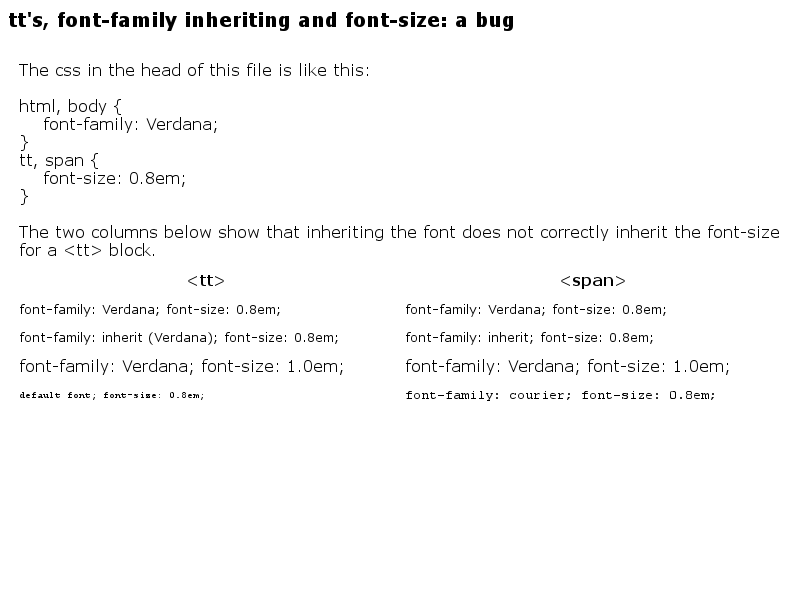 tt's, font-family inheriting and font-size: a bug
The css in the head of this file is like this:
html, body {
font-family: Verdana;
}
tt, span {
font-size: 0.8em;
}
The two columns below show that inheriting the font does not correctly inherit the font-size
for a <tt> block.
<tt> <span>
font-family: Verdana; font-size: 0.8em; font-family: Verdana; font-size: 0.8em;
font-family: inherit (Verdana); font-size: 0.8em; font-family: inherit; font-size: 0.8em;
font-family: Verdana; font-size: 1.0em; font-family: Verdana; font-size: 1.0em;
default font; font-size: 0.8em; font-family: courier; font-size: 0.8em;